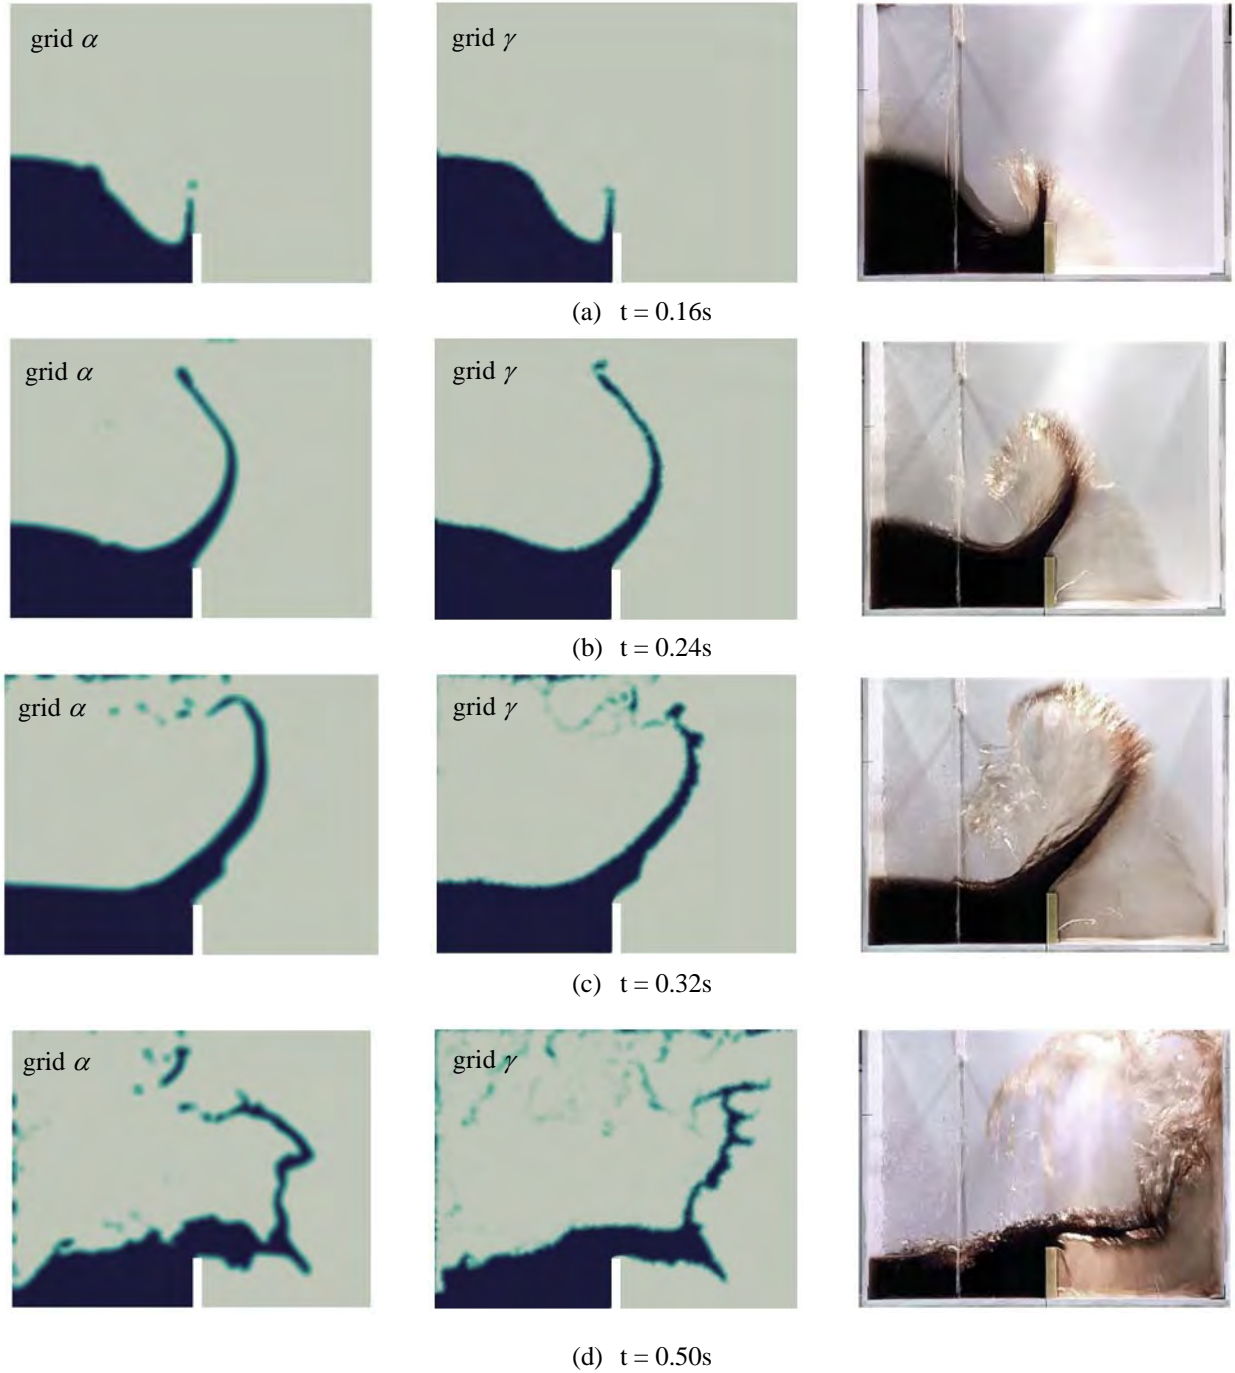 grid α
grid γ
(a) t = 0.16s
grid α
grid γ
(b) t = 0.24s
grid α
grid γ
(c) t = 0.32s
grid α
grid γ
(d) t = 0.50s